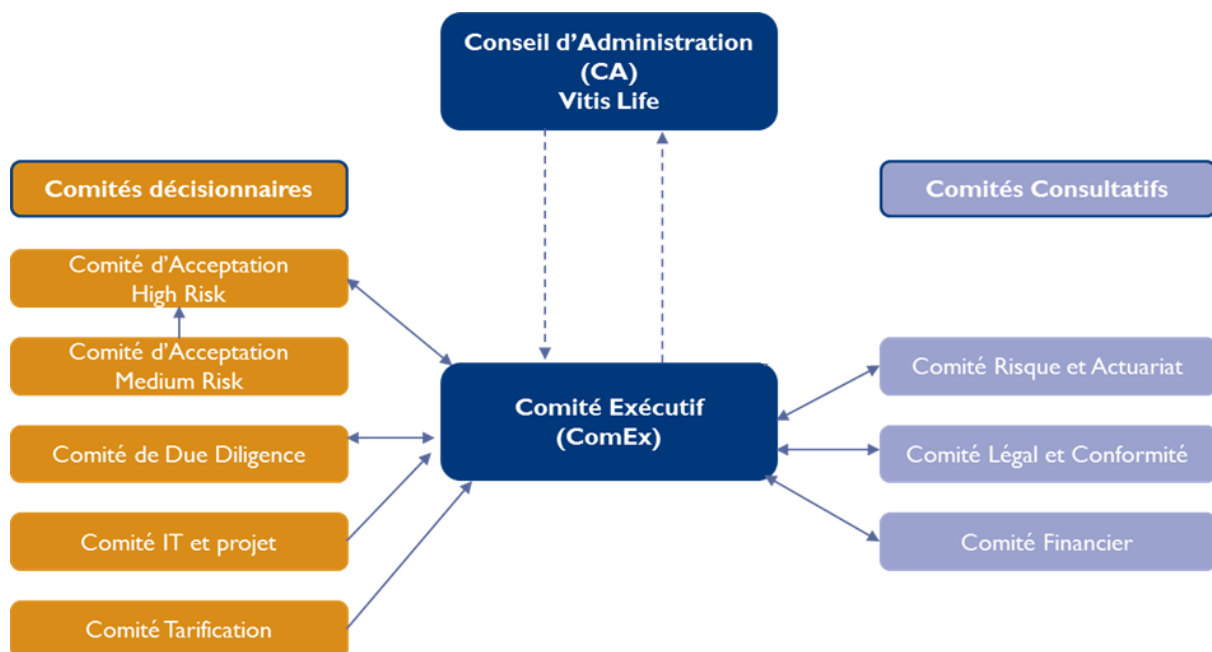 Conseil d'Administration
(CA)
Vitis Life
Comités décisionnaires
Comités Consultatifs
Comité d'Acceptation
High Risk
Comité d'Acceptation
Medium Risk
Comité Risque et Actuariat
Comité Exécutif
(ComEx)
Comité de Due Diligence
Comité Légal et Conformité
Comité IT et projet
Comité Financier
Comité Tarification